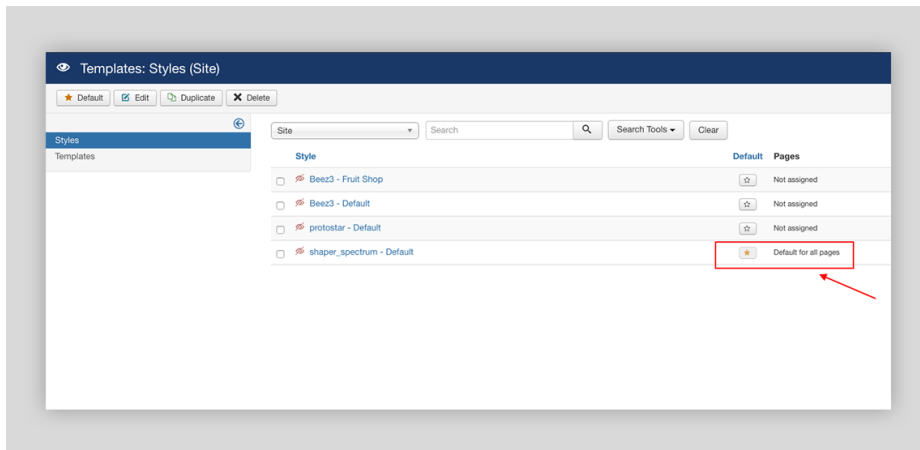 Templates: Styles (Site)
Default Edit Duplicate Delete
Styles
Templates
Site Search Search Tools Clear
Style Default Pages
Beez3 - Fruit Shop Not assigned
Beez3 - Default Not assigned
protostar - Default Not assigned
shaper_spectrum - Default Default for all pages